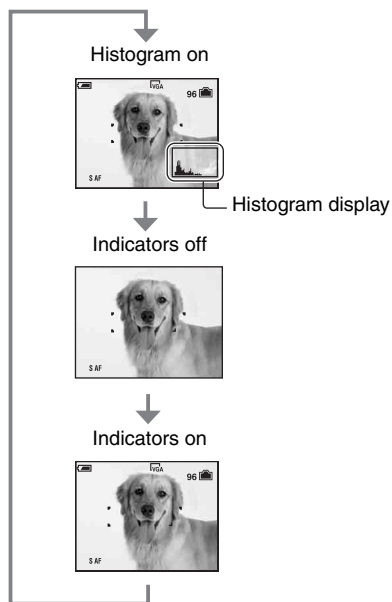 Histogram on
VGA
96
S AF
Histogram display
Indicators off
S AF
Indicators on
VGA
96
S AF